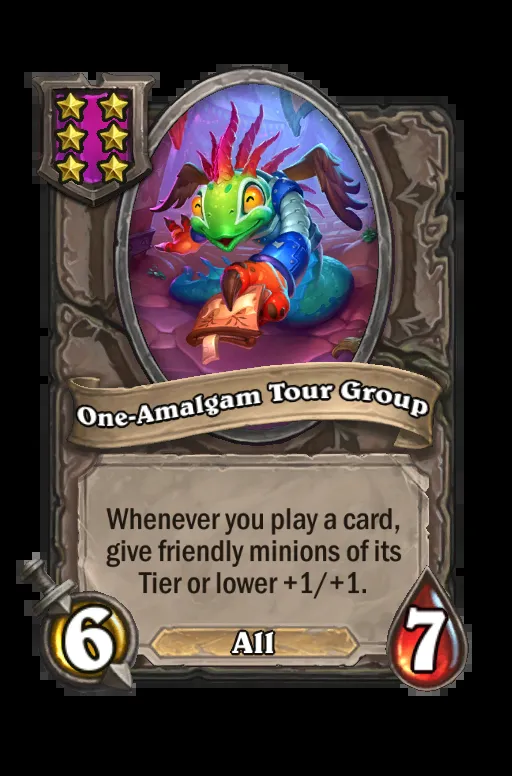 One-Amalgam Tour Group
Whenever you play a card,
give friendly minions of its
Tier or lower +1/+1.
6
All
7